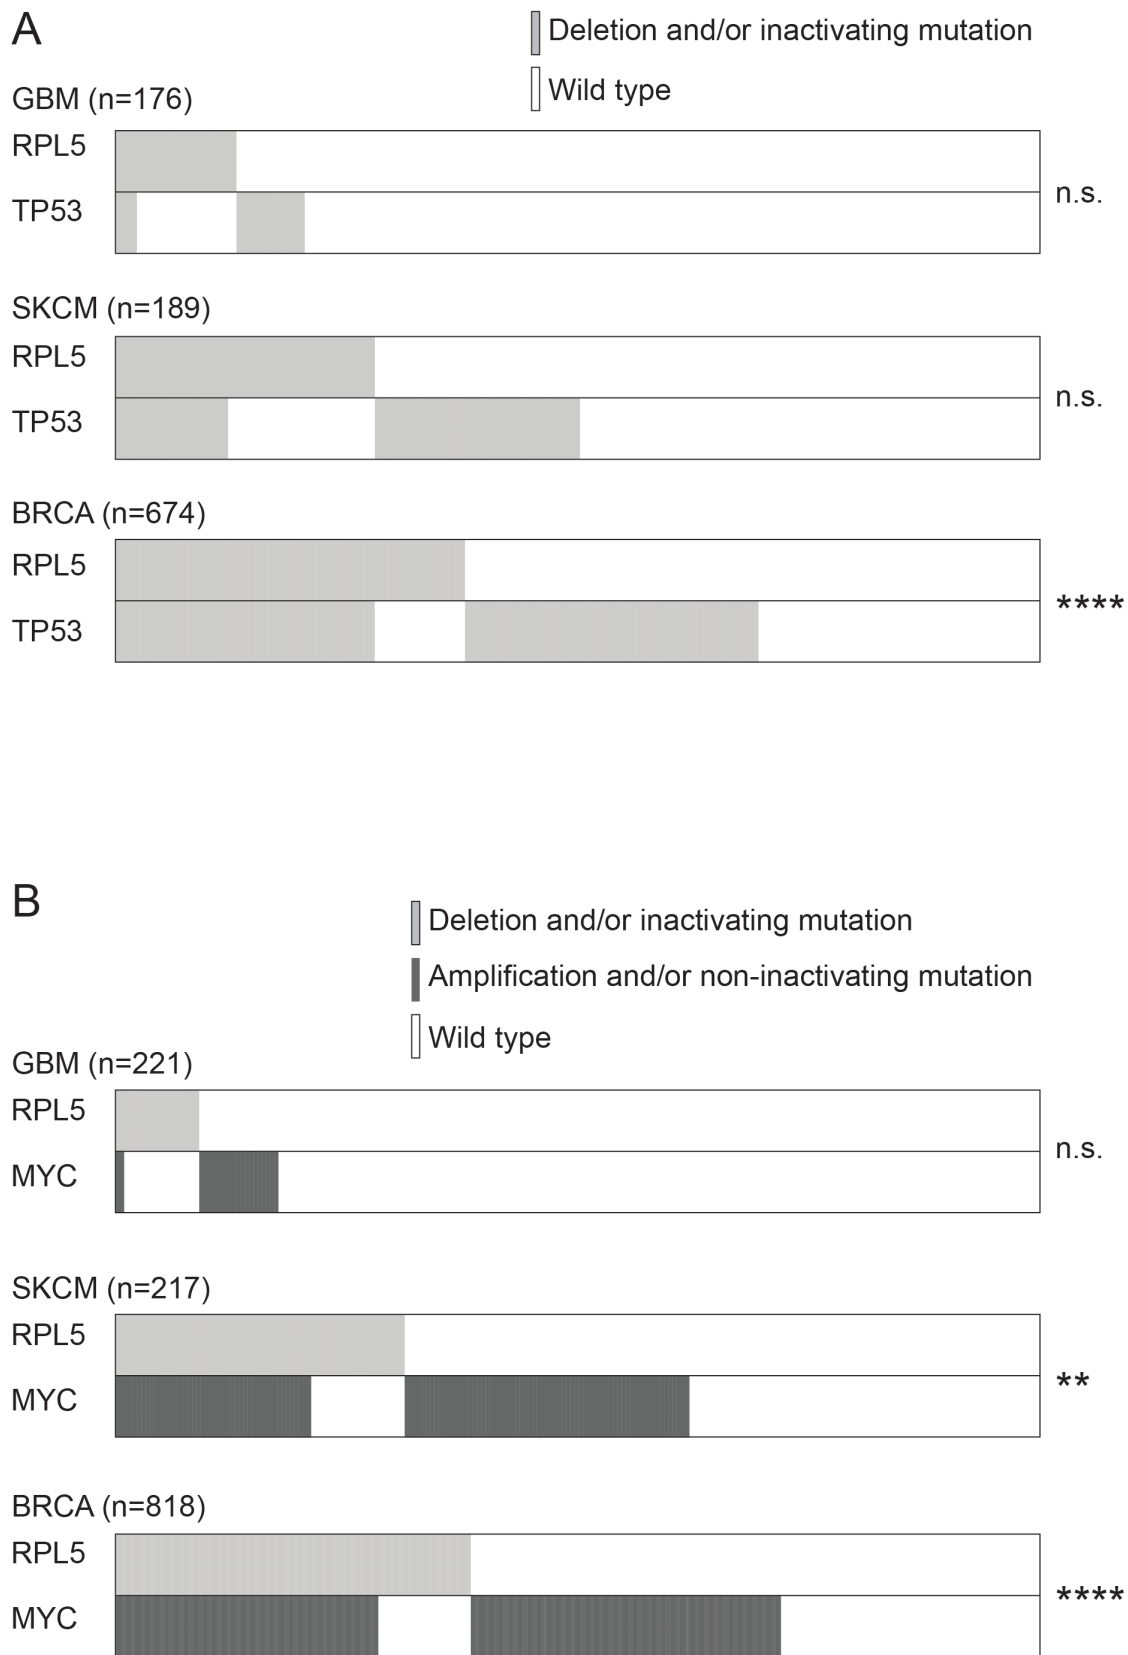 A
Deletion and/or inactivating mutation
Wild type
GBM (n=176)
RPL5
TP53
n.s.
SKCM (n=189)
RPL5
TP53
n.s.
BRCA (n=674)
RPL5
TP53
****
B
Deletion and/or inactivating mutation
Amplification and/or non-inactivating mutation
Wild type
GBM (n=221)
RPL5
MYC
n.s.
SKCM (n=217)
RPL5
MYC
**
BRCA (n=818)
RPL5
MYC
****